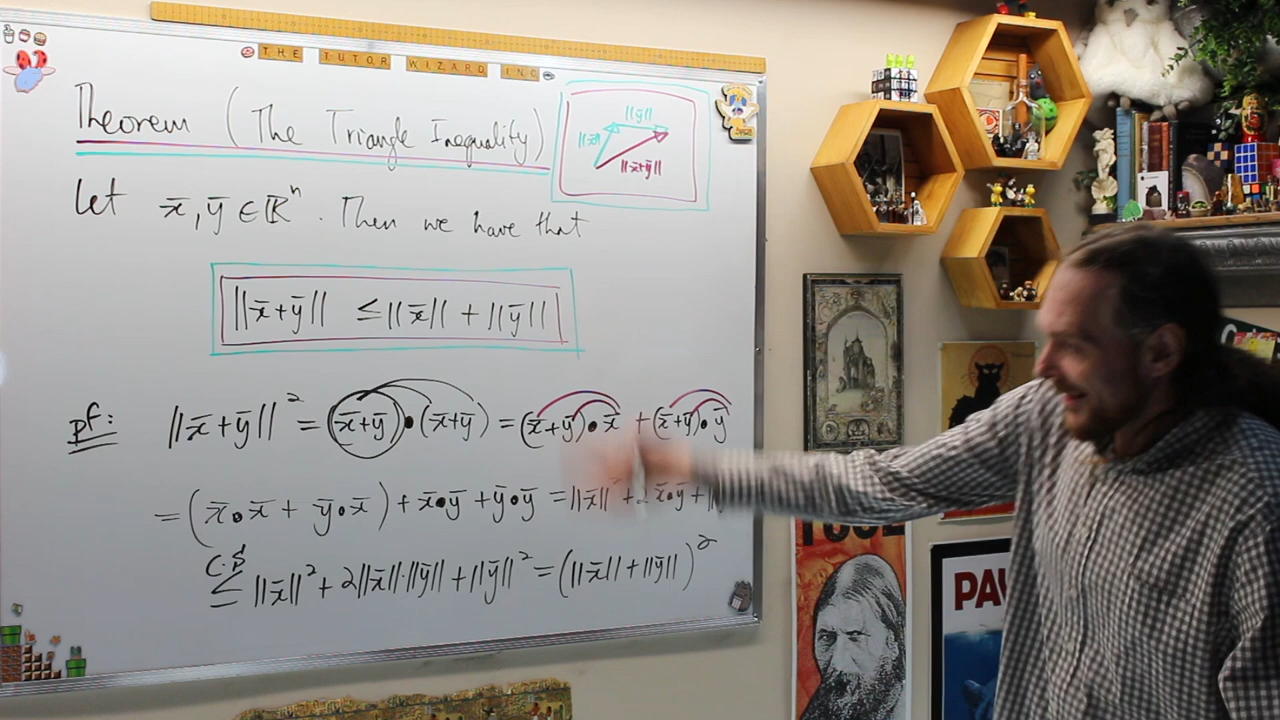 THE TUTOR WIZARD INC
Theorem (The Triangle Inequality)
||ȳ||
||x̄||
||x̄+ȳ||
Let x̄, ȳ ∈ ℝⁿ. Then we have that
||x̄+ȳ|| ≤ ||x̄|| + ||ȳ||
pf: ||x̄+ȳ||² = (x̄+ȳ)•(x̄+ȳ) = (x̄+ȳ)•x̄ + (x̄+ȳ)•ȳ
= (x̄•x̄ + ȳ•x̄) + x̄•ȳ + ȳ•ȳ = ||x̄||² + 2 x̄•ȳ + ||
C.S
≤ ||x̄||² + 2||x̄||·||ȳ|| + ||ȳ||² = (||x̄|| + ||ȳ||)²